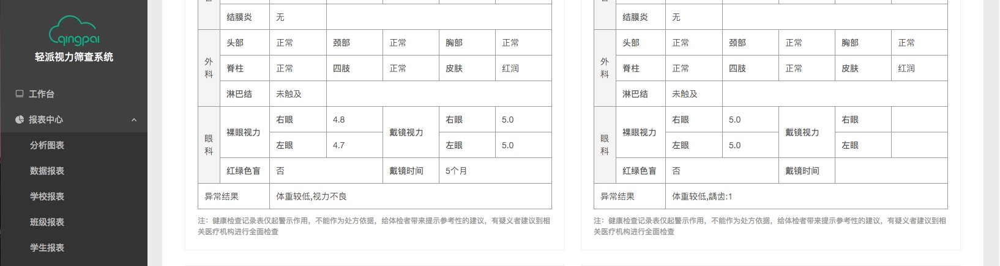 qingpai
轻派视力筛查系统
工作台
报表中心
分析图表
数据报表
学校报表
班级报表
学生报表
结膜炎 无
外科 头部 正常 颈部 正常 胸部 正常
脊柱 正常 四肢 正常 皮肤 红润
淋巴结 未触及
眼科 裸眼视力 右眼 4.8 戴镜视力 右眼 5.0
左眼 4.7 左眼 5.0
红绿色盲 否 戴镜时间 5个月
异常结果 体重较低,视力不良
注：健康检查记录表仅起警示作用，不能作为处方依据，给体检者带来提示参考性的建议，有疑义者建议到相
关医疗机构进行全面检查
结膜炎 无
外科 头部 正常 颈部 正常 胸部 正常
脊柱 正常 四肢 正常 皮肤 红润
淋巴结 未触及
眼科 裸眼视力 右眼 5.0 戴镜视力 右眼
左眼 5.0 左眼
红绿色盲 否 戴镜时间
异常结果 体重较低,龋齿:1
注：健康检查记录表仅起警示作用，不能作为处方依据，给体检者带来提示参考性的建议，有疑义者建议到相
关医疗机构进行全面检查